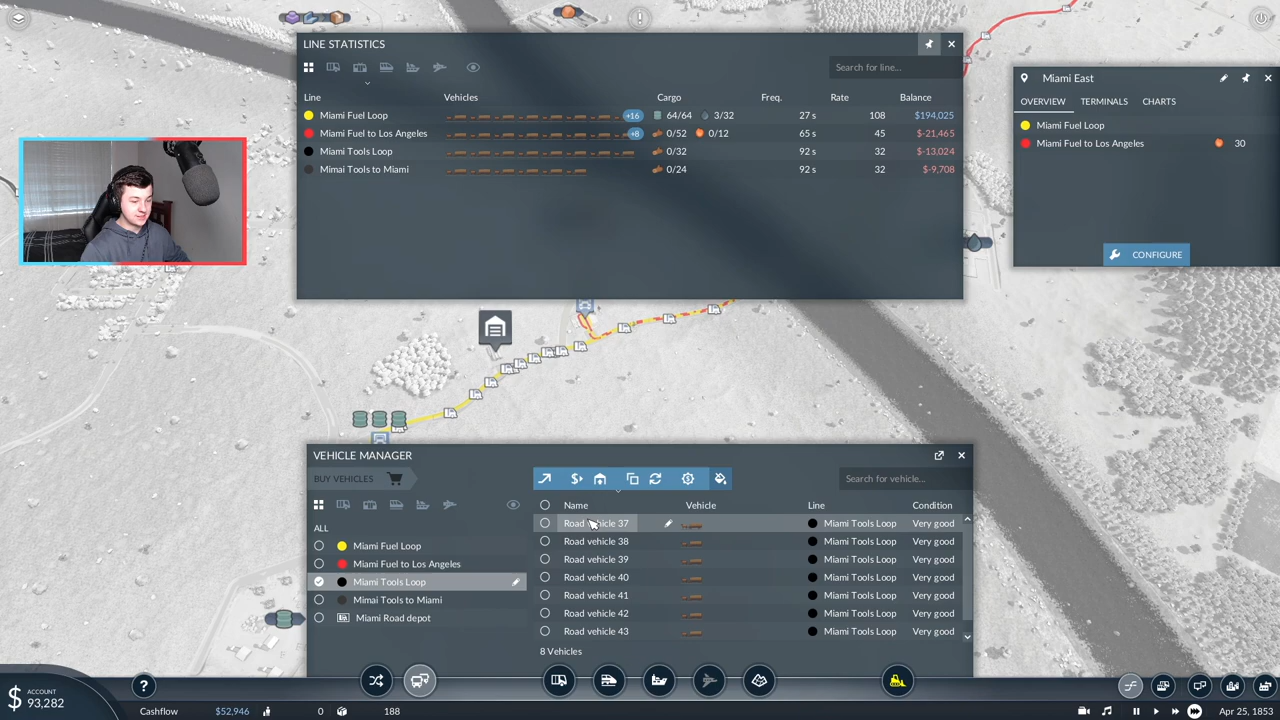 LINE STATISTICS
Search for line...
Line Vehicles Cargo Freq. Rate Balance
Miami Fuel Loop +16 64/64 3/32 27 s 108 $194,025
Miami Fuel to Los Angeles +8 0/52 0/12 65 s 45 $-21,465
Miami Tools Loop 0/32 92 s 32 $-13,024
Mimai Tools to Miami 0/24 92 s 32 $-9,708
Miami East
OVERVIEW TERMINALS CHARTS
Miami Fuel Loop
Miami Fuel to Los Angeles 30
CONFIGURE
VEHICLE MANAGER
BUY VEHICLES
Search for vehicle...
ALL
Miami Fuel Loop
Miami Fuel to Los Angeles
Miami Tools Loop
Mimai Tools to Miami
Miami Road depot
Name Vehicle Line Condition
Road vehicle 37 Miami Tools Loop Very good
Road vehicle 38 Miami Tools Loop Very good
Road vehicle 39 Miami Tools Loop Very good
Road vehicle 40 Miami Tools Loop Very good
Road vehicle 41 Miami Tools Loop Very good
Road vehicle 42 Miami Tools Loop Very good
Road vehicle 43 Miami Tools Loop Very good
8 Vehicles
$ ACCOUNT
93,282
?
Cashflow $52,946 0 188
Apr 25, 1853